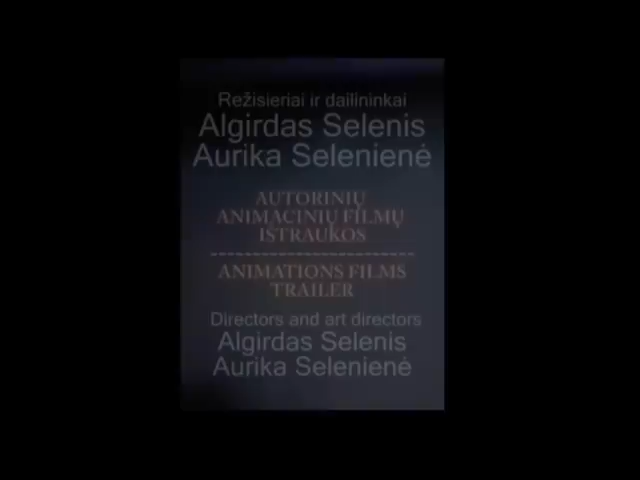 Režisieriai ir dailininkai
Algirdas Selenis
Aurika Selenienė
AUTORINIŲ
ANIMACINIŲ FILMŲ
IŠTRAUKOS
------------------------
ANIMATIONS FILMS
TRAILER
Directors and art directors
Algirdas Selenis
Aurika Selenienė